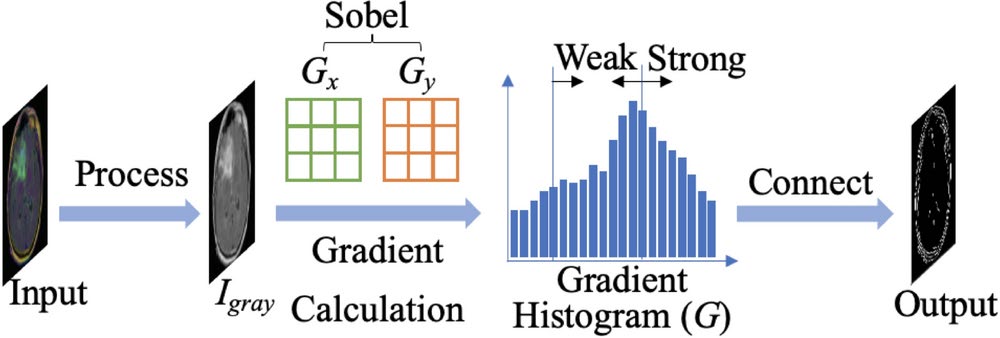 Sobel
Gx Gy
Weak Strong
Process
Connect
Gradient
Calculation
Input
Igray
Gradient
Histogram (G)
Output